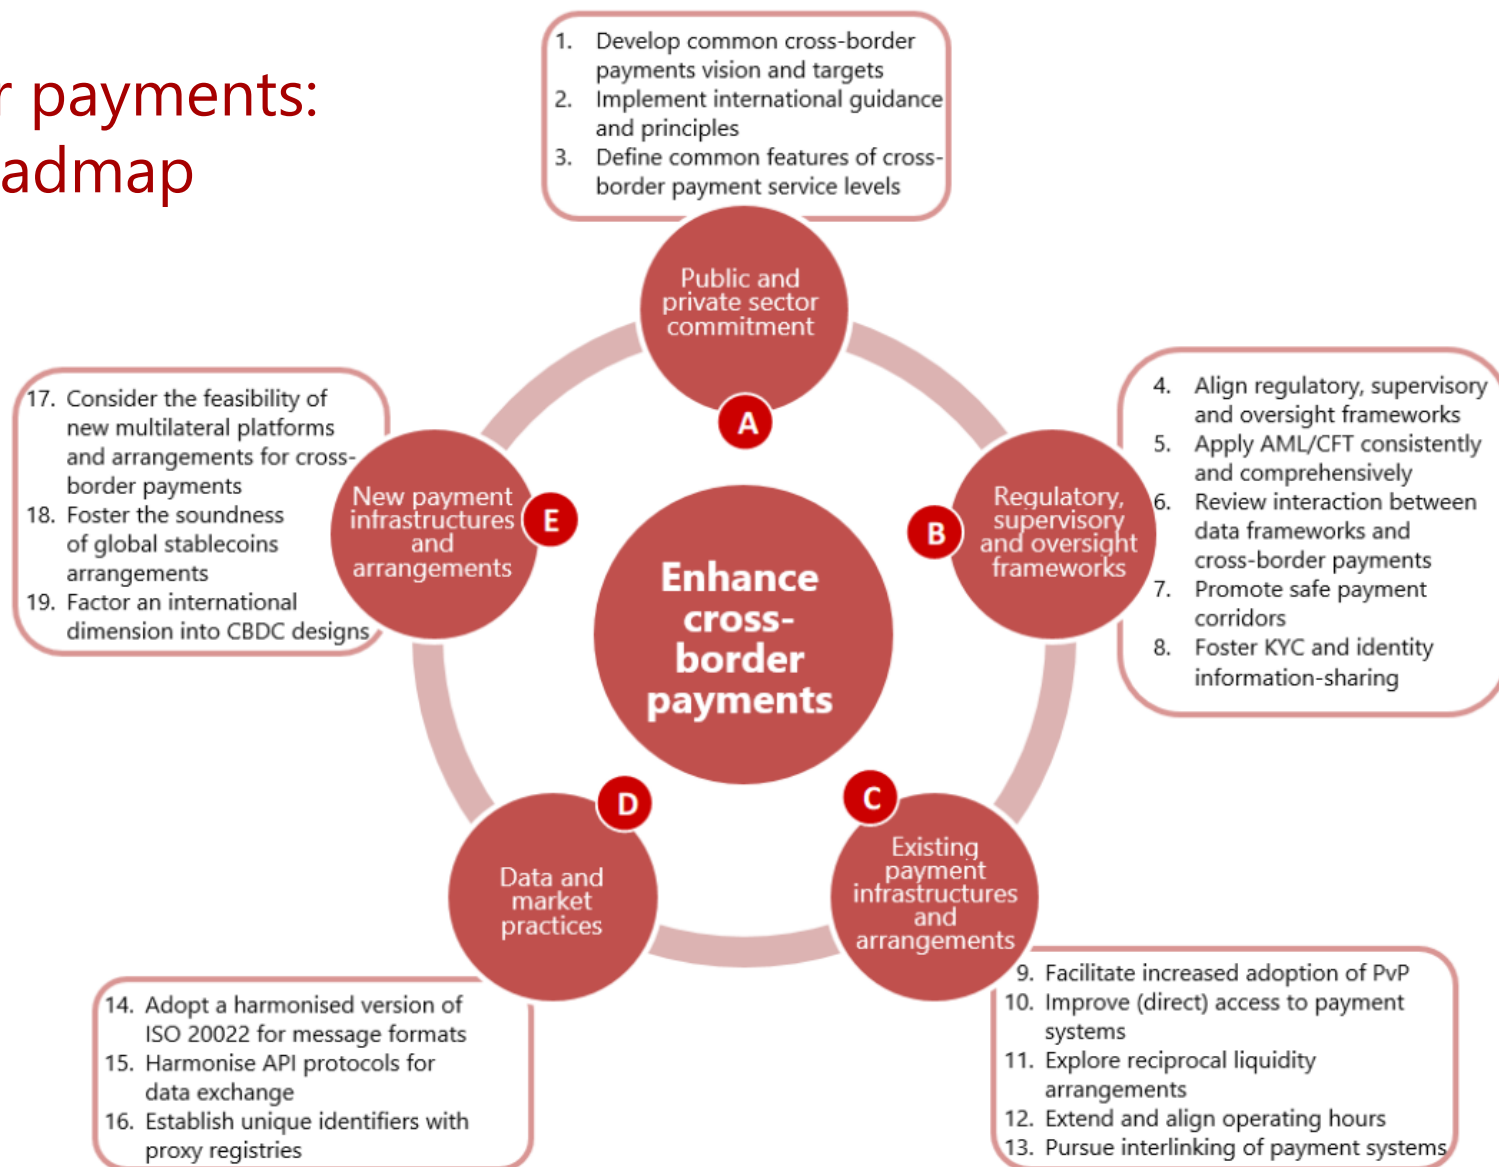 r payments:
admap
1. Develop common cross-border
payments vision and targets
2. Implement international guidance
and principles
3. Define common features of cross-
border payment service levels
Public and
private sector
commitment
A
4. Align regulatory, supervisory
and oversight frameworks
5. Apply AML/CFT consistently
and comprehensively
6. Review interaction between
data frameworks and
cross-border payments
7. Promote safe payment
corridors
8. Foster KYC and identity
information-sharing
Regulatory,
supervisory
and oversight
frameworks
B
Enhance
cross-
border
payments
C
Existing
payment
infrastructures
and
arrangements
9. Facilitate increased adoption of PvP
10. Improve (direct) access to payment
systems
11. Explore reciprocal liquidity
arrangements
12. Extend and align operating hours
13. Pursue interlinking of payment systems
D
Data and
market
practices
14. Adopt a harmonised version of
ISO 20022 for message formats
15. Harmonise API protocols for
data exchange
16. Establish unique identifiers with
proxy registries
17. Consider the feasibility of
new multilateral platforms
and arrangements for cross-
border payments
18. Foster the soundness
of global stablecoins
arrangements
19. Factor an international
dimension into CBDC designs
New payment
infrastructures
and
arrangements
E